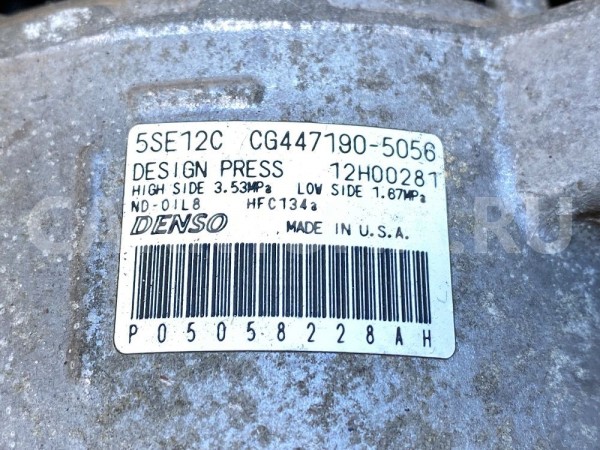 5SE12C CG447190-5056
DESIGN PRESS 12H00281
HIGH SIDE 3.53MPa LOW SIDE 1.67MPa
ND-OIL8 HFC134a
DENSO MADE IN U.S.A.
P05058228AH